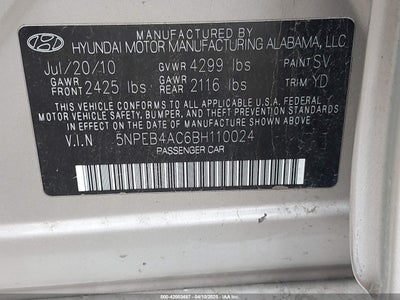 HYUNDAI MOTOR MANUFACTURING ALABAMA, LLC
Jul/20/10 GVWR 4299 lbs PAINT SV
GAWR FRONT 2425 lbs GAWR REAR 2116 lbs TRIM YD
THIS VEHICLE CONFORMS TO ALL APPLICABLE FEDERAL
MOTOR VEHICLE SAFETY, BUMPER, AND THEFT PREVENTION
STANDARDS IN EFFECT ON THE DATE OF MANUFACTURE SHOWN ABOVE.
V.I.N 5NPEB4AC6BH110024
PASSENGER CAR